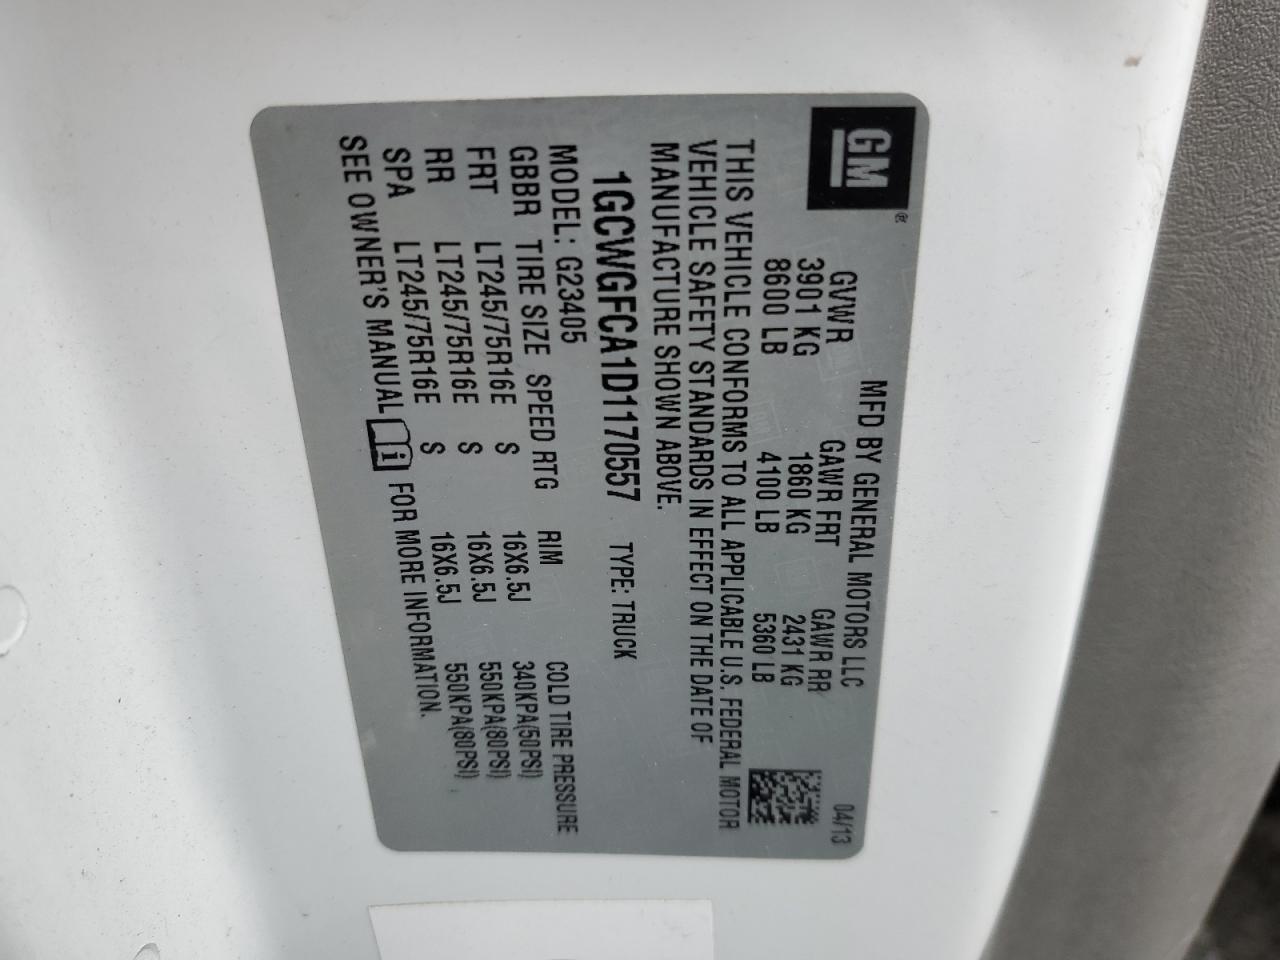 GM ®
MFD BY GENERAL MOTORS LLC 04/13
GVWR GAWR FRT GAWR RR
3901 KG 1860 KG 2431 KG
8600 LB 4100 LB 5360 LB
THIS VEHICLE CONFORMS TO ALL APPLICABLE U.S. FEDERAL MOTOR
VEHICLE SAFETY STANDARDS IN EFFECT ON THE DATE OF
MANUFACTURE SHOWN ABOVE.
1GCWGFCA1D1170557 TYPE: TRUCK
MODEL: G23405
GBBR TIRE SIZE SPEED RTG RIM COLD TIRE PRESSURE
FRT LT245/75R16E S 16X6.5J 340KPA(50PSI)
RR LT245/75R16E S 16X6.5J 550KPA(80PSI)
SPA LT245/75R16E S 16X6.5J 550KPA(80PSI)
SEE OWNER'S MANUAL i FOR MORE INFORMATION.